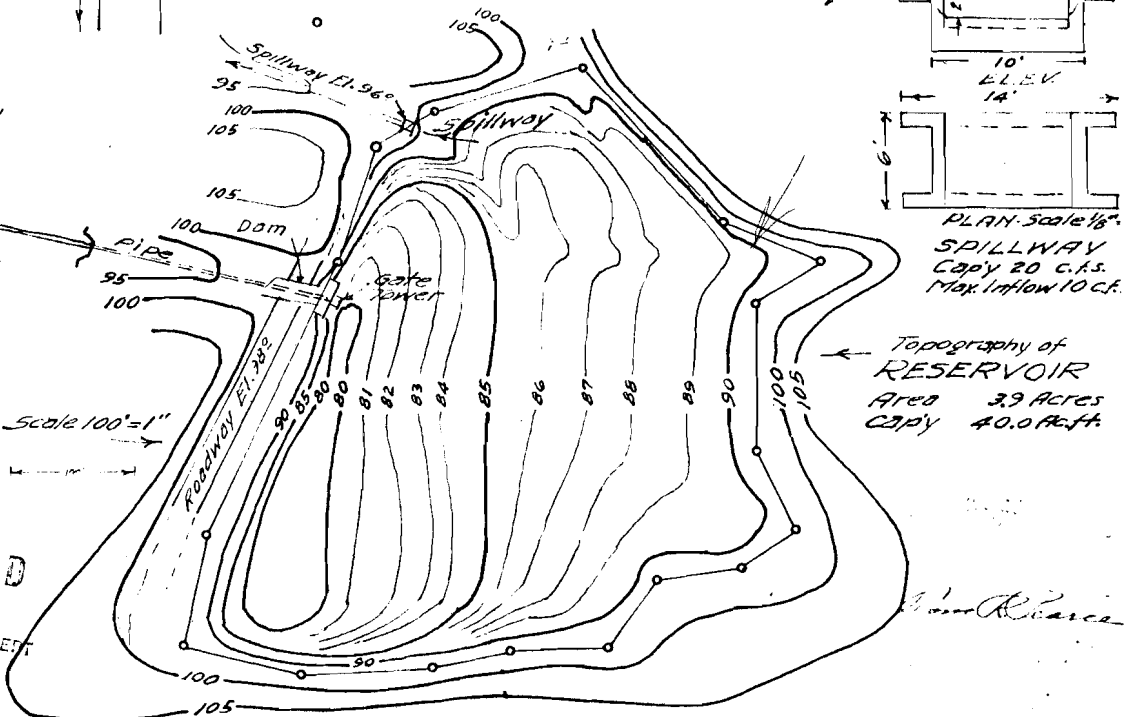 100
105
Spillway El. 96°
95
100
105
Spillway
105
100
Dam
Pipe
95
100
Gate
Tower
10'
ELEV.
14'
6'
PLAN - Scale 1/8"
SPILLWAY
Cap'y 20 c.f.s.
Max. Inflow 10 c.f.
Topography of
RESERVOIR
Area 3.9 Acres
Cap'y 40.0 Ac.ft.
Scale 100' = 1"
Roadway El. 98°
90
85
80
80
81
82
83
84
85
86
87
88
89
90
100
105
90
100
105
D